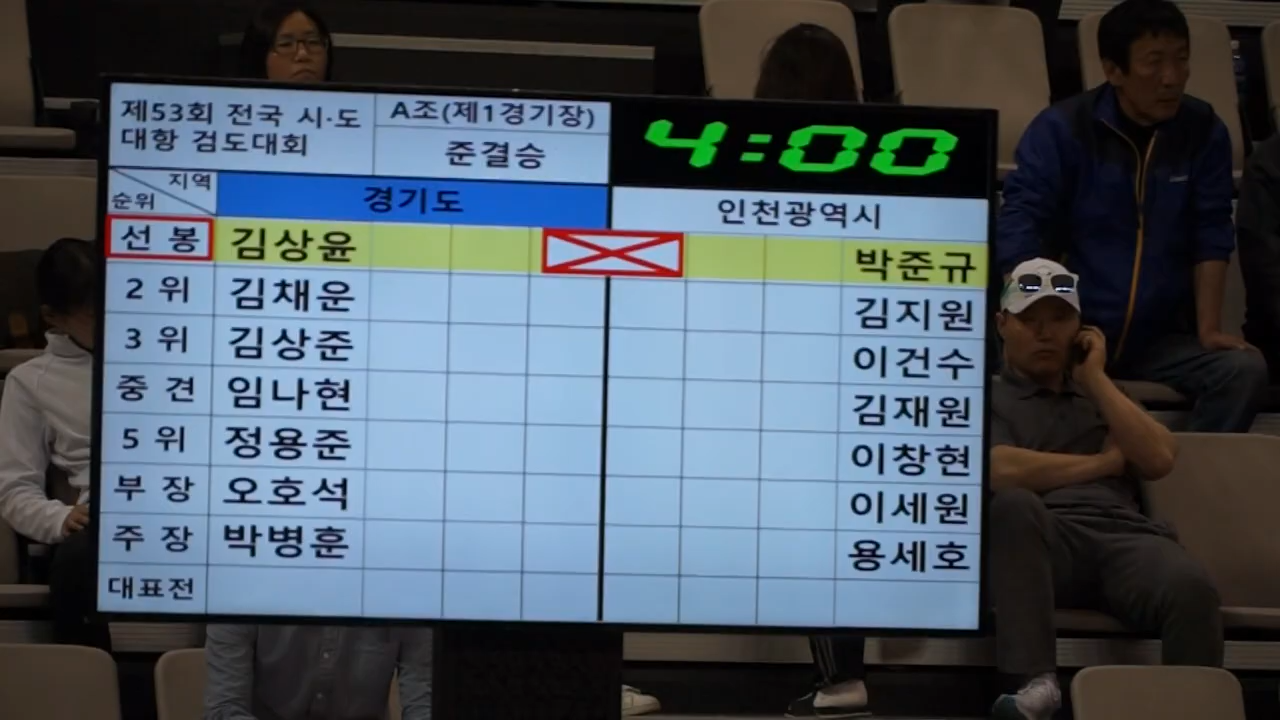 제53회 전국 시·도
대항 검도대회
A조(제1경기장)
준결승
4:00
지역
순위
경기도
인천광역시
선 봉 김상윤 박준규
2 위 김채운 김지원
3 위 김상준 이건수
중 견 임나현 김재원
5 위 정용준 이창현
부 장 오호석 이세원
주 장 박병훈 용세호
대표전